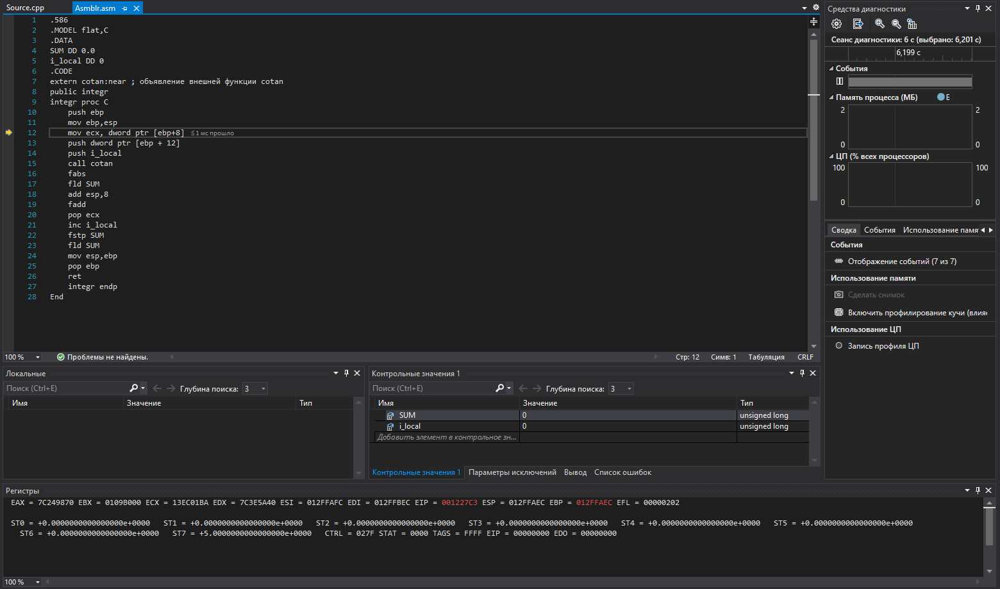 Source.cpp
Asmblr.asm
1 .586
2 .MODEL flat,C
3 .DATA
4 SUM DD 0.0
5 i_local DD 0
6 .CODE
7 extern cotan:near ; объявление внешней функции cotan
8 public integr
9 integr proc C
10 push ebp
11 mov ebp,esp
12 mov ecx, dword ptr [ebp+8] ≤1 мс прошло
13 push dword ptr [ebp + 12]
14 push i_local
15 call cotan
16 fabs
17 fld SUM
18 add esp,8
19 fadd
20 pop ecx
21 inc i_local
22 fstp SUM
23 fld SUM
24 mov esp,ebp
25 pop ebp
26 ret
27 integr endp
28 End
100 % Проблемы не найдены. Стр: 12 Симв: 1 Табуляция CRLF
Средства диагностики
Сеанс диагностики: 6 с (выбрано: 6,201 с)
6,199 с
События
Память процесса (МБ) Е
2 2
0 0
ЦП (% всех процессоров)
100 100
0 0
Сводка События Использование памя
События
Отображение событий (7 из 7)
Использование памяти
Сделать снимок
Включить профилирование кучи (влия
Использование ЦП
Запись профиля ЦП
Локальные
Поиск (Ctrl+E) Глубина поиска: 3
Имя Значение Тип
Контрольные значения 1
Поиск (Ctrl+E) Глубина поиска: 3
Имя Значение Тип
SUM 0 unsigned long
i_local 0 unsigned long
Добавить элемент в контрольное зн...
Контрольные значения 1 Параметры исключений Вывод Список ошибок
Регистры
EAX = 7C249870 EBX = 0109B000 ECX = 13EC01BA EDX = 7C3E5A40 ESI = 012FFAFC EDI = 012FFBEC EIP = 001227C3 ESP = 012FFAEC EBP = 012FFAEC EFL = 00000202
ST0 = +0.0000000000000000e+0000 ST1 = +0.0000000000000000e+0000 ST2 = +0.0000000000000000e+0000 ST3 = +0.0000000000000000e+0000 ST4 = +0.0000000000000000e+0000 ST5 = +0.0000000000000000e+0000
ST6 = +0.0000000000000000e+0000 ST7 = +5.0000000000000000e+0000 CTRL = 027F STAT = 0000 TAGS = FFFF EIP = 00000000 EDO = 00000000
100 %